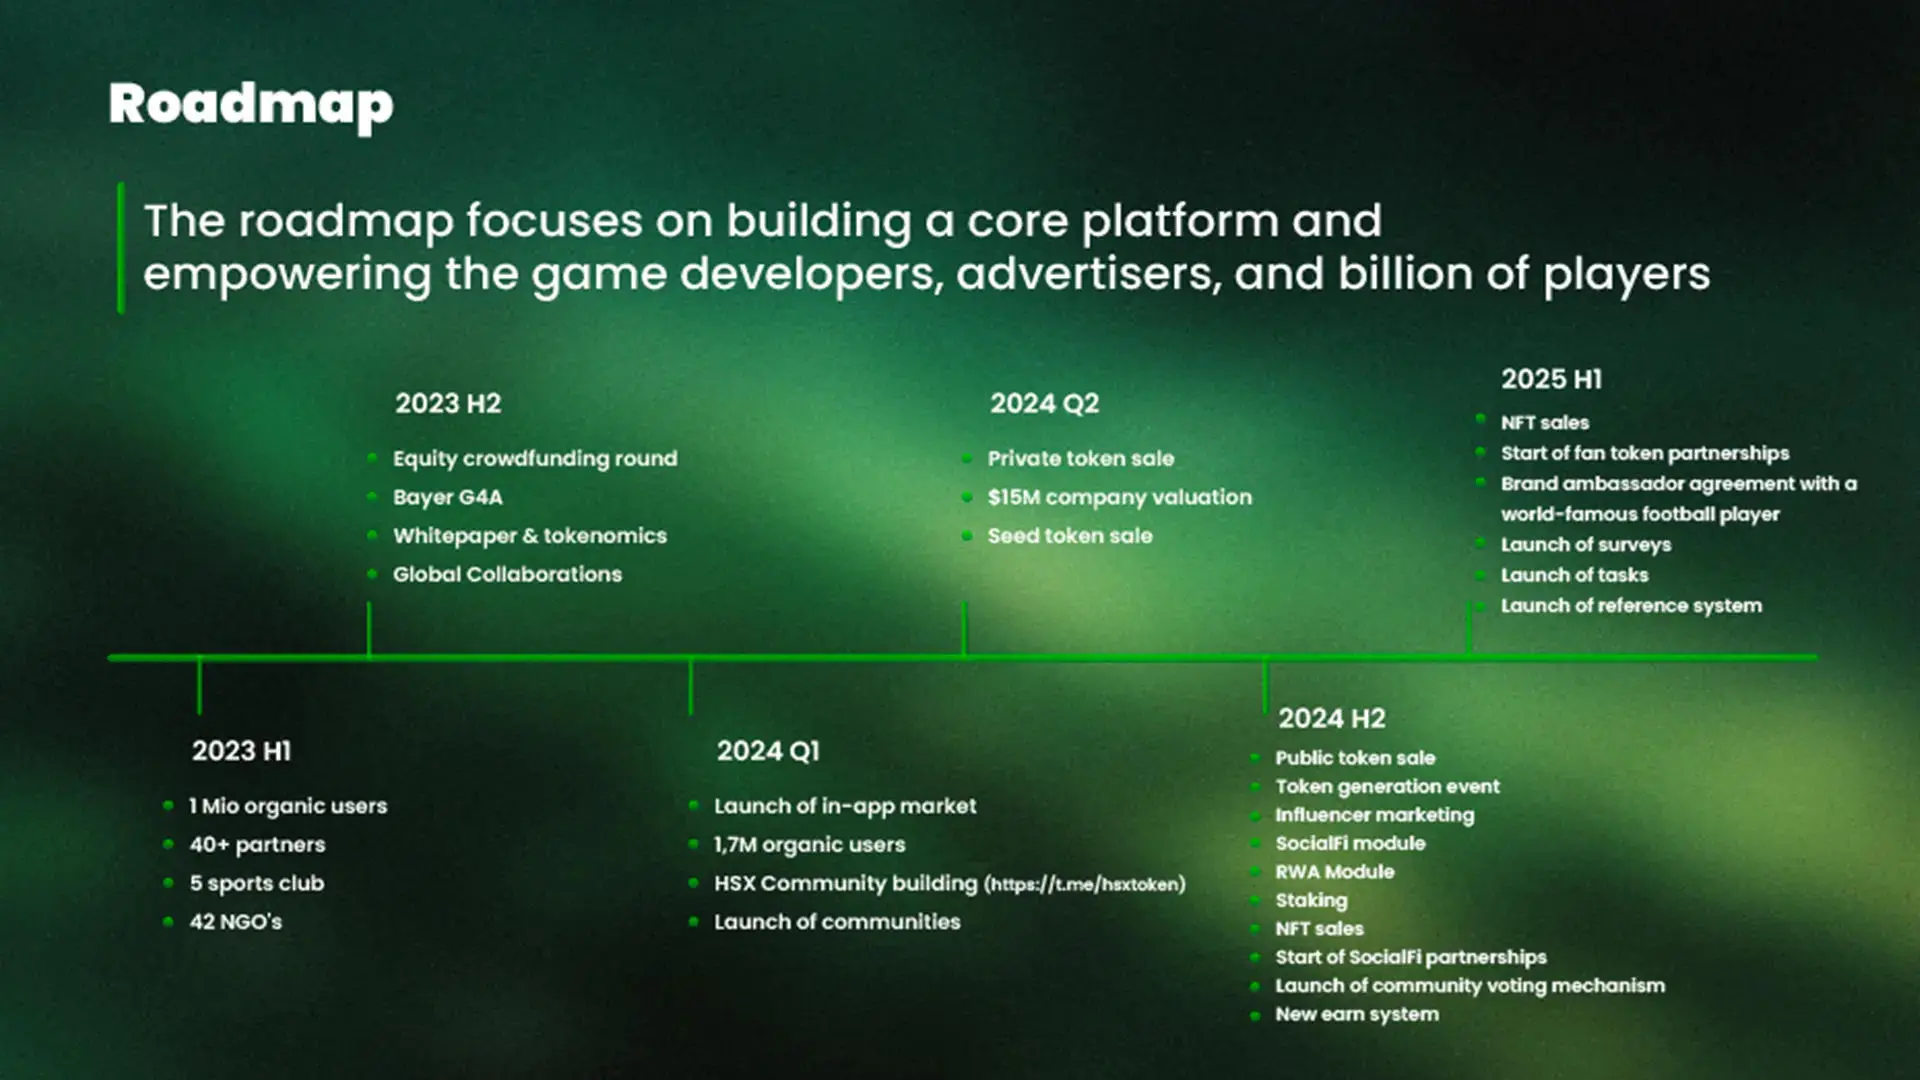 Roadmap
The roadmap focuses on building a core platform and
empowering the game developers, advertisers, and billion of players
2023 H1
1 Mio organic users
40+ partners
5 sports club
42 NGO's
2023 H2
Equity crowdfunding round
Bayer G4A
Whitepaper & tokenomics
Global Collaborations
2024 Q1
Launch of in-app market
1,7M organic users
HSX Community building (https://t.me/hsxtoken)
Launch of communities
2024 Q2
Private token sale
$15M company valuation
Seed token sale
2024 H2
Public token sale
Token generation event
Influencer marketing
SocialFi module
RWA Module
Staking
NFT sales
Start of SocialFi partnerships
Launch of community voting mechanism
New earn system
2025 H1
NFT sales
Start of fan token partnerships
Brand ambassador agreement with a
world-famous football player
Launch of surveys
Launch of tasks
Launch of reference system